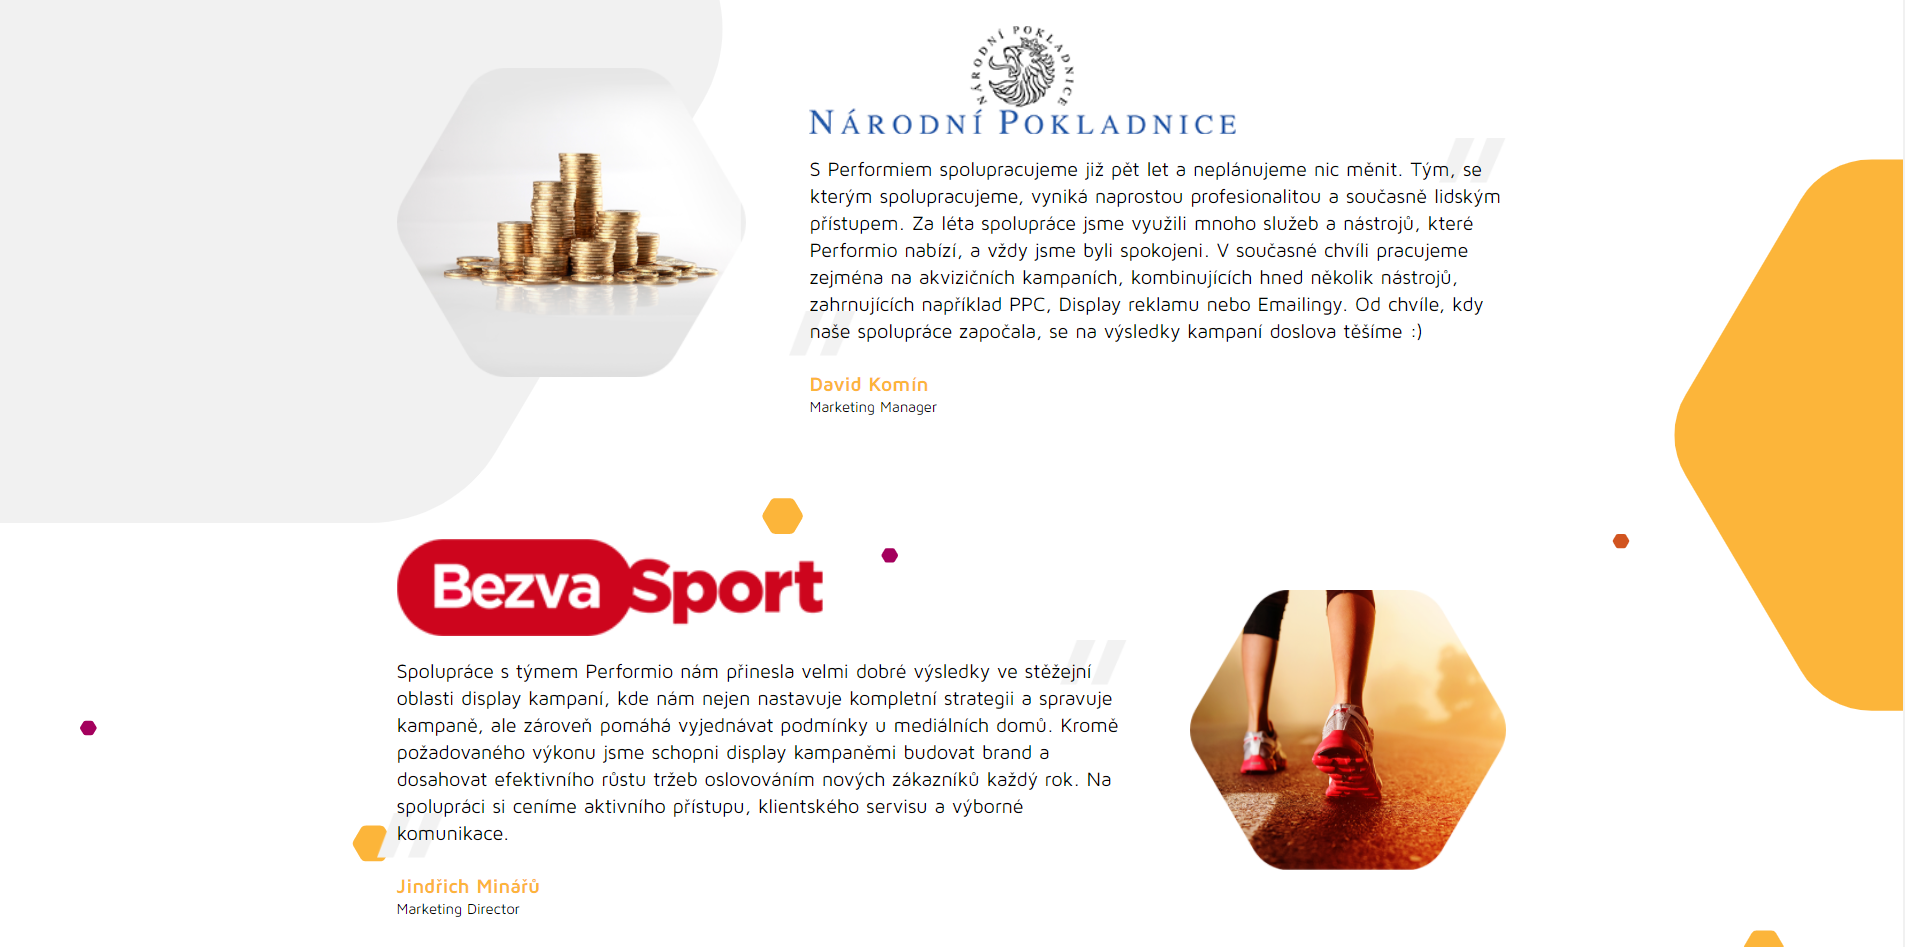 NÁRODNÍ POKLADNICE
NÁRODNÍ POKLADNICE
S Performiem spolupracujeme již pět let a neplánujeme nic měnit. Tým, se
kterým spolupracujeme, vyniká naprostou profesionalitou a současně lidským
přístupem. Za léta spolupráce jsme využili mnoho služeb a nástrojů, které
Performio nabízí, a vždy jsme byli spokojeni. V současné chvíli pracujeme
zejména na akvizičních kampaních, kombinujících hned několik nástrojů,
zahrnujících například PPC, Display reklamu nebo Emailingy. Od chvíle, kdy
naše spolupráce započala, se na výsledky kampaní doslova těšíme :)
David Komín
Marketing Manager
Bezva Sport
Spolupráce s týmem Performio nám přinesla velmi dobré výsledky ve stěžejní
oblasti display kampaní, kde nám nejen nastavuje kompletní strategii a spravuje
kampaně, ale zároveň pomáhá vyjednávat podmínky u mediálních domů. Kromě
požadovaného výkonu jsme schopni display kampaněmi budovat brand a
dosahovat efektivního růstu tržeb oslovováním nových zákazníků každý rok. Na
spolupráci si ceníme aktivního přístupu, klientského servisu a výborné
komunikace.
Jindřich Minářů
Marketing Director